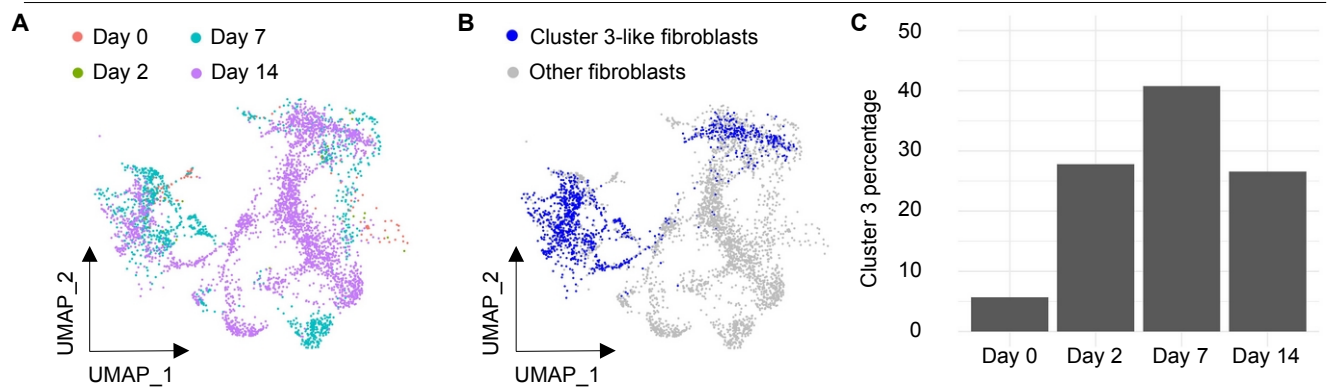 A
Day 0
Day 7
Day 2
Day 14
UMAP_2
UMAP_1
B
Cluster 3-like fibroblasts
Other fibroblasts
UMAP_2
UMAP_1
C
Cluster 3 percentage
50
40
30
20
10
0
Day 0 Day 2 Day 7 Day 14